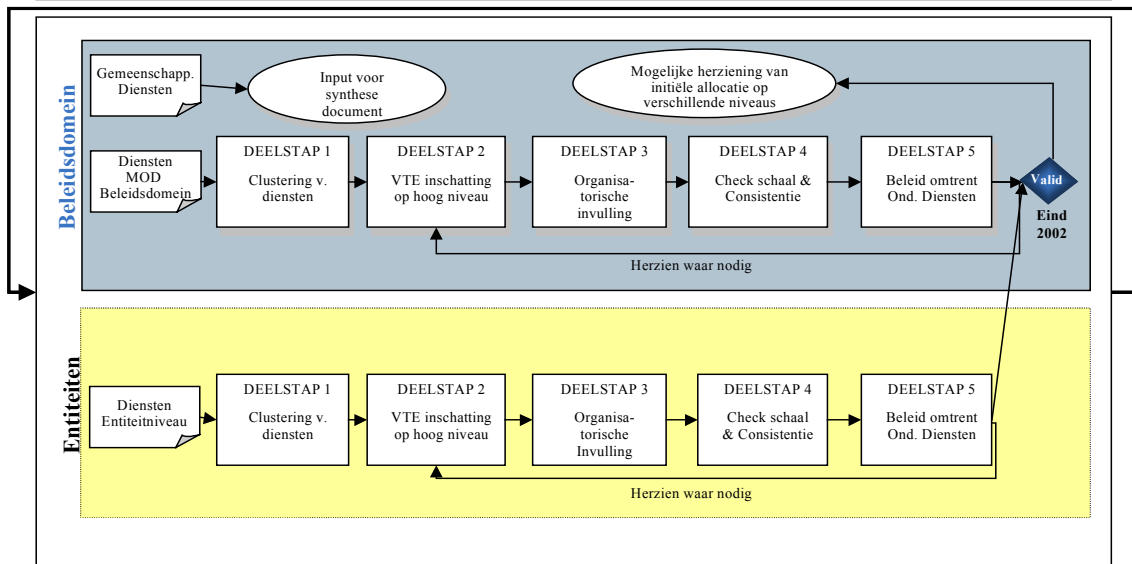 Beleidsdomein
Gemeenschapp.
Diensten
Input voor
synthese
document
Mogelijke herziening van
initiële allocatie op
verschillende niveaus
Diensten
MOD
Beleidsdomein
DEELSTAP 1
Clustering v.
diensten
DEELSTAP 2
VTE inschatting
op hoog niveau
DEELSTAP 3
Organisa-
torische
invulling
DEELSTAP 4
Check schaal &
Consistentie
DEELSTAP 5
Beleid omtrent
Ond. Diensten
Valid
Eind
2002
Herzien waar nodig
Entiteiten
Diensten
Entiteitniveau
DEELSTAP 1
Clustering v.
diensten
DEELSTAP 2
VTE inschatting
op hoog niveau
DEELSTAP 3
Organisa-
torische
Invulling
DEELSTAP 4
Check schaal
& Consistentie
DEELSTAP 5
Beleid omtrent
Ond. Diensten
Herzien waar nodig